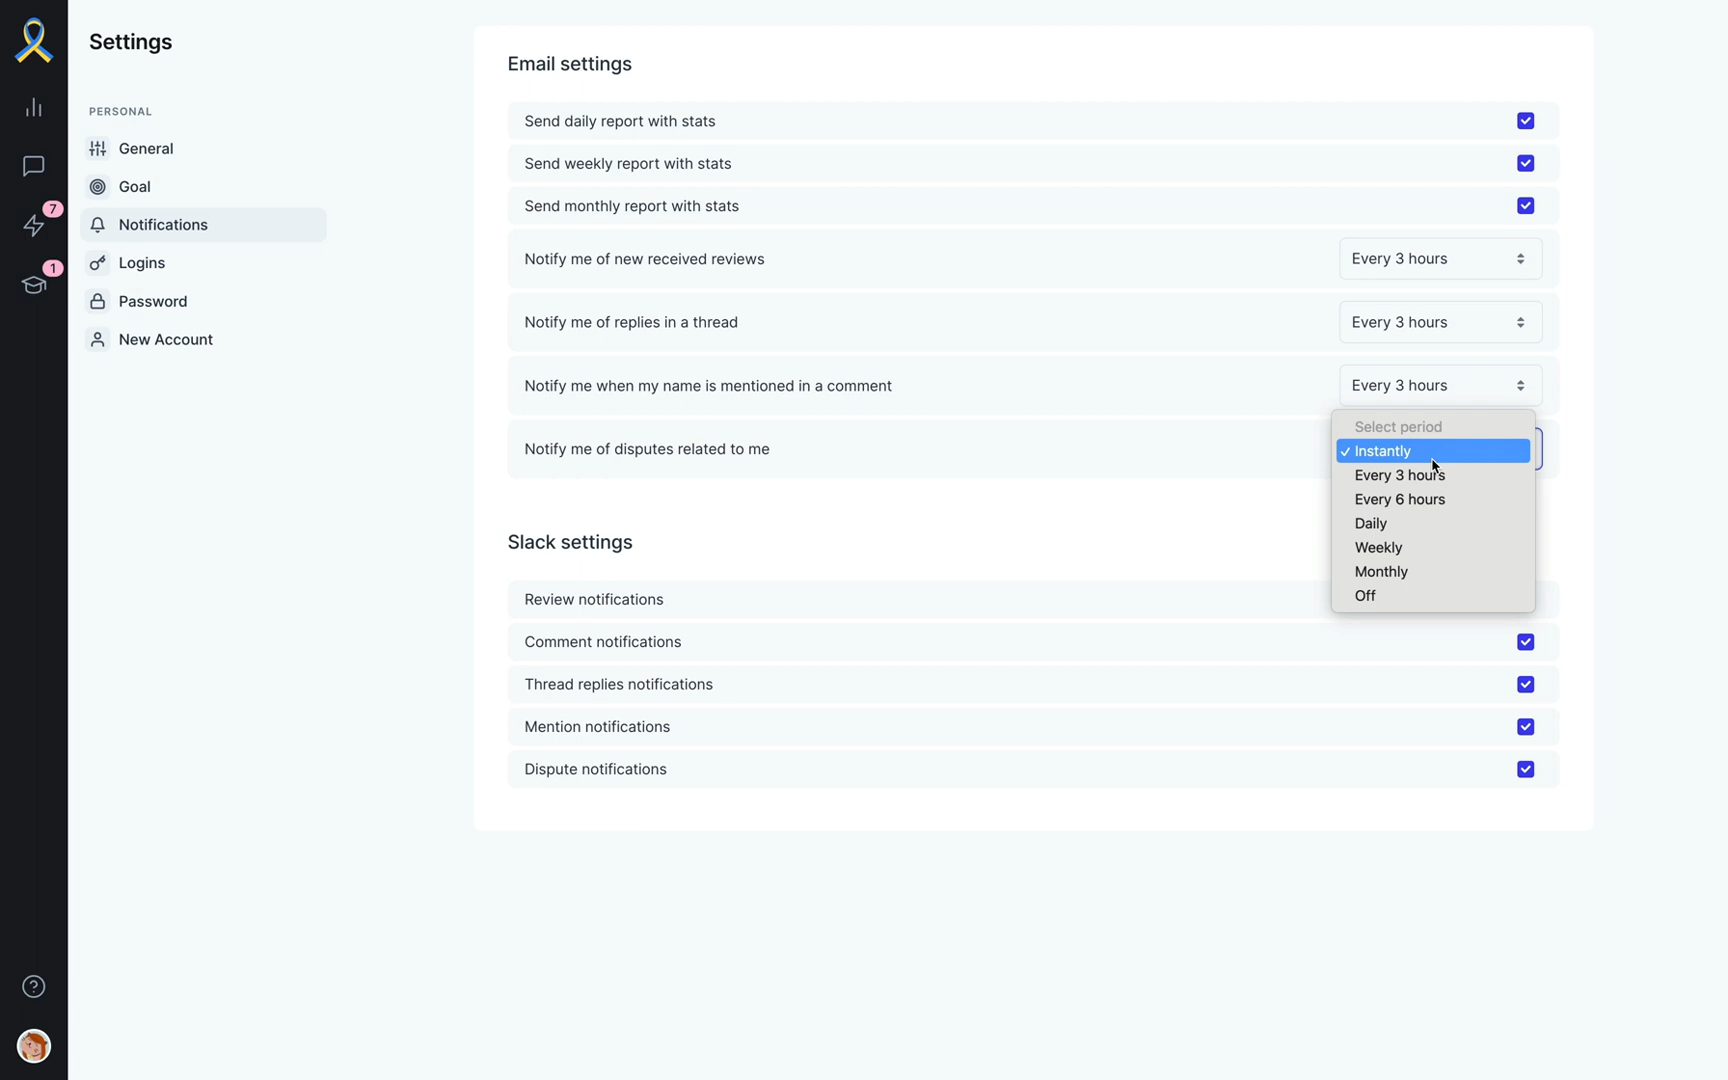 Settings
PERSONAL
General
Goal
Notifications
Logins
Password
New Account
7
1
Email settings
Send daily report with stats
Send weekly report with stats
Send monthly report with stats
Notify me of new received reviews
Every 3 hours
Notify me of replies in a thread
Every 3 hours
Notify me when my name is mentioned in a comment
Every 3 hours
Notify me of disputes related to me
Select period
Instantly
Every 3 hours
Every 6 hours
Daily
Weekly
Monthly
Off
Slack settings
Review notifications
Comment notifications
Thread replies notifications
Mention notifications
Dispute notifications